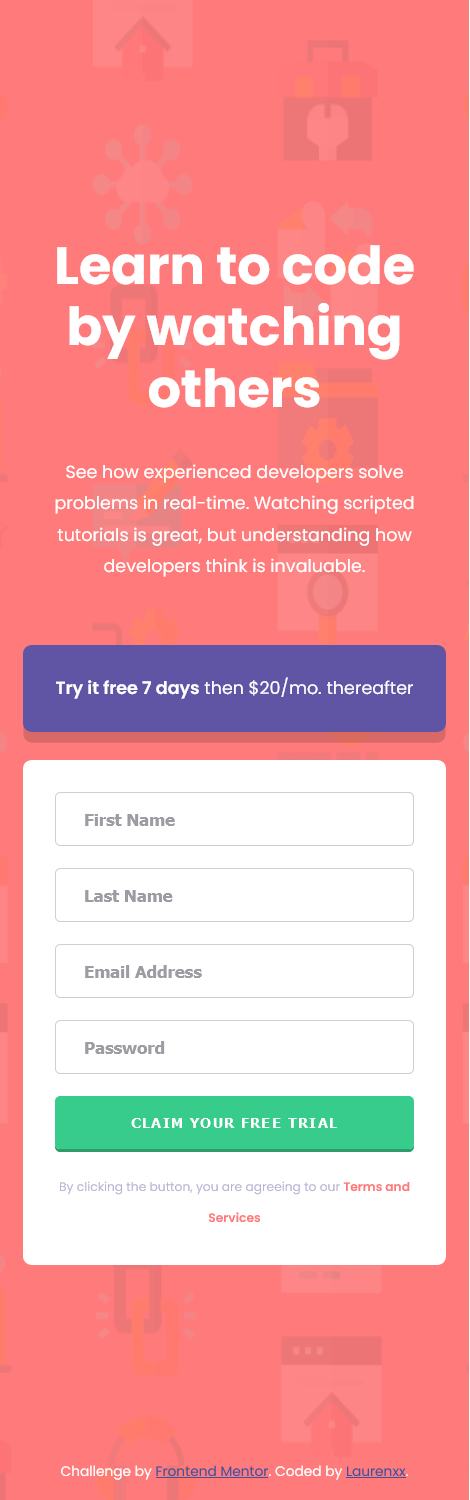 Learn to code
by watching
others
See how experienced developers solve
problems in real-time. Watching scripted
tutorials is great, but understanding how
developers think is invaluable.
Try it free 7 days then $20/mo. thereafter
First Name
Last Name
Email Address
Password
CLAIM YOUR FREE TRIAL
By clicking the button, you are agreeing to our Terms and
Services
Challenge by Frontend Mentor. Coded by Laurenxx.